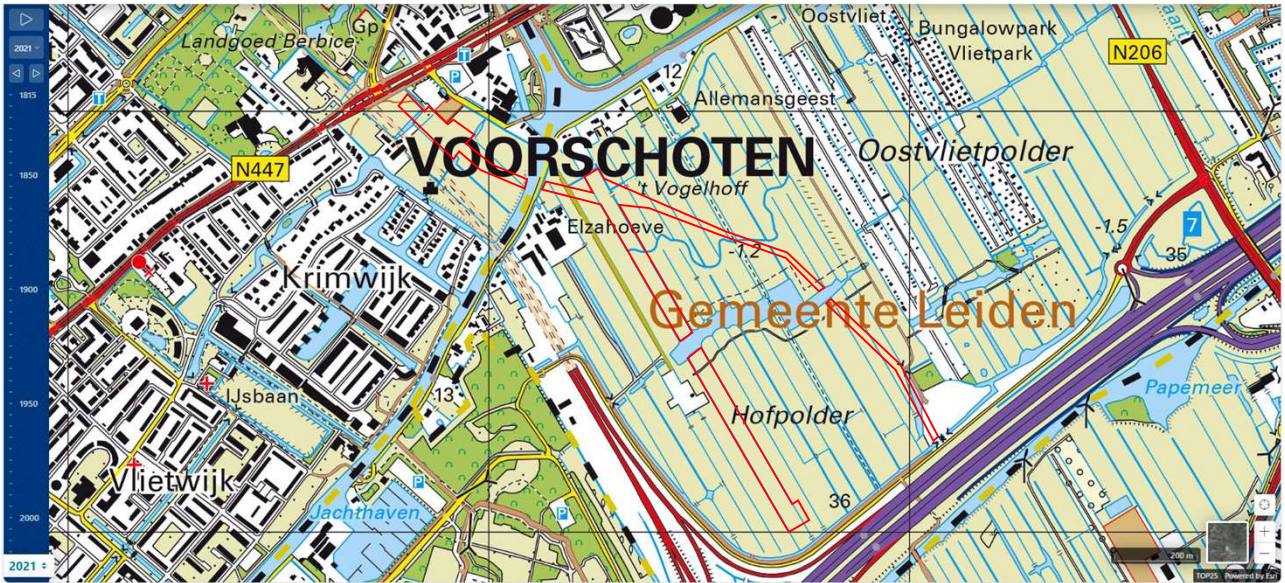 2021
1815
1850
1900
1950
2000
2021
Landgoed Berbice
Gp
T
P
T
Oostvliet
Bungalowpark
Vlietpark
N206
12
Allemansgeest
VOORSCHOTEN
Oostvlietpolder
N447
't Vogelhoff
Elzahoeve
-1.2
-1.5
7
35
Krimwijk
Gemeente Leiden
IJsbaan
13
Hofpolder
Papemeer
Vlietwijk
P
Jachthaven
P
36
200 m
TOP25
Powered by Esri